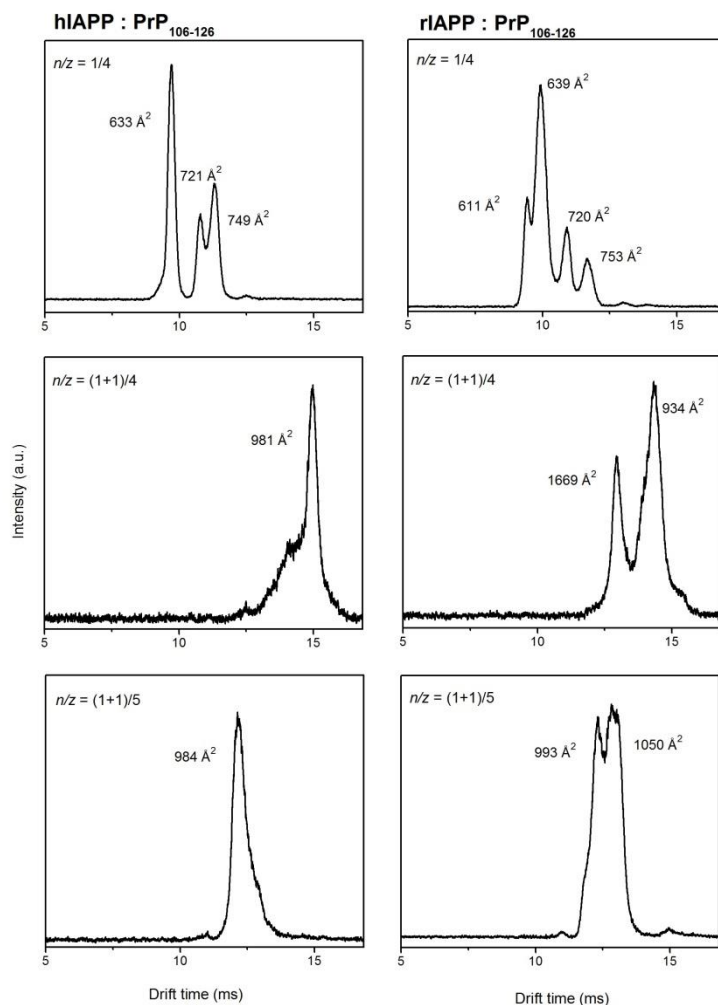 hIAPP : PrP106-126
rIAPP : PrP106-126
n/z = 1/4
633 Å2
721 Å2
749 Å2
5 10 15
n/z = 1/4
639 Å2
611 Å2
720 Å2
753 Å2
5 10 15
n/z = (1+1)/4
981 Å2
5 10 15
n/z = (1+1)/4
934 Å2
1669 Å2
5 10 15
Intensity (a.u.)
n/z = (1+1)/5
984 Å2
5 10 15
Drift time (ms)
n/z = (1+1)/5
993 Å2
1050 Å2
5 10 15
Drift time (ms)